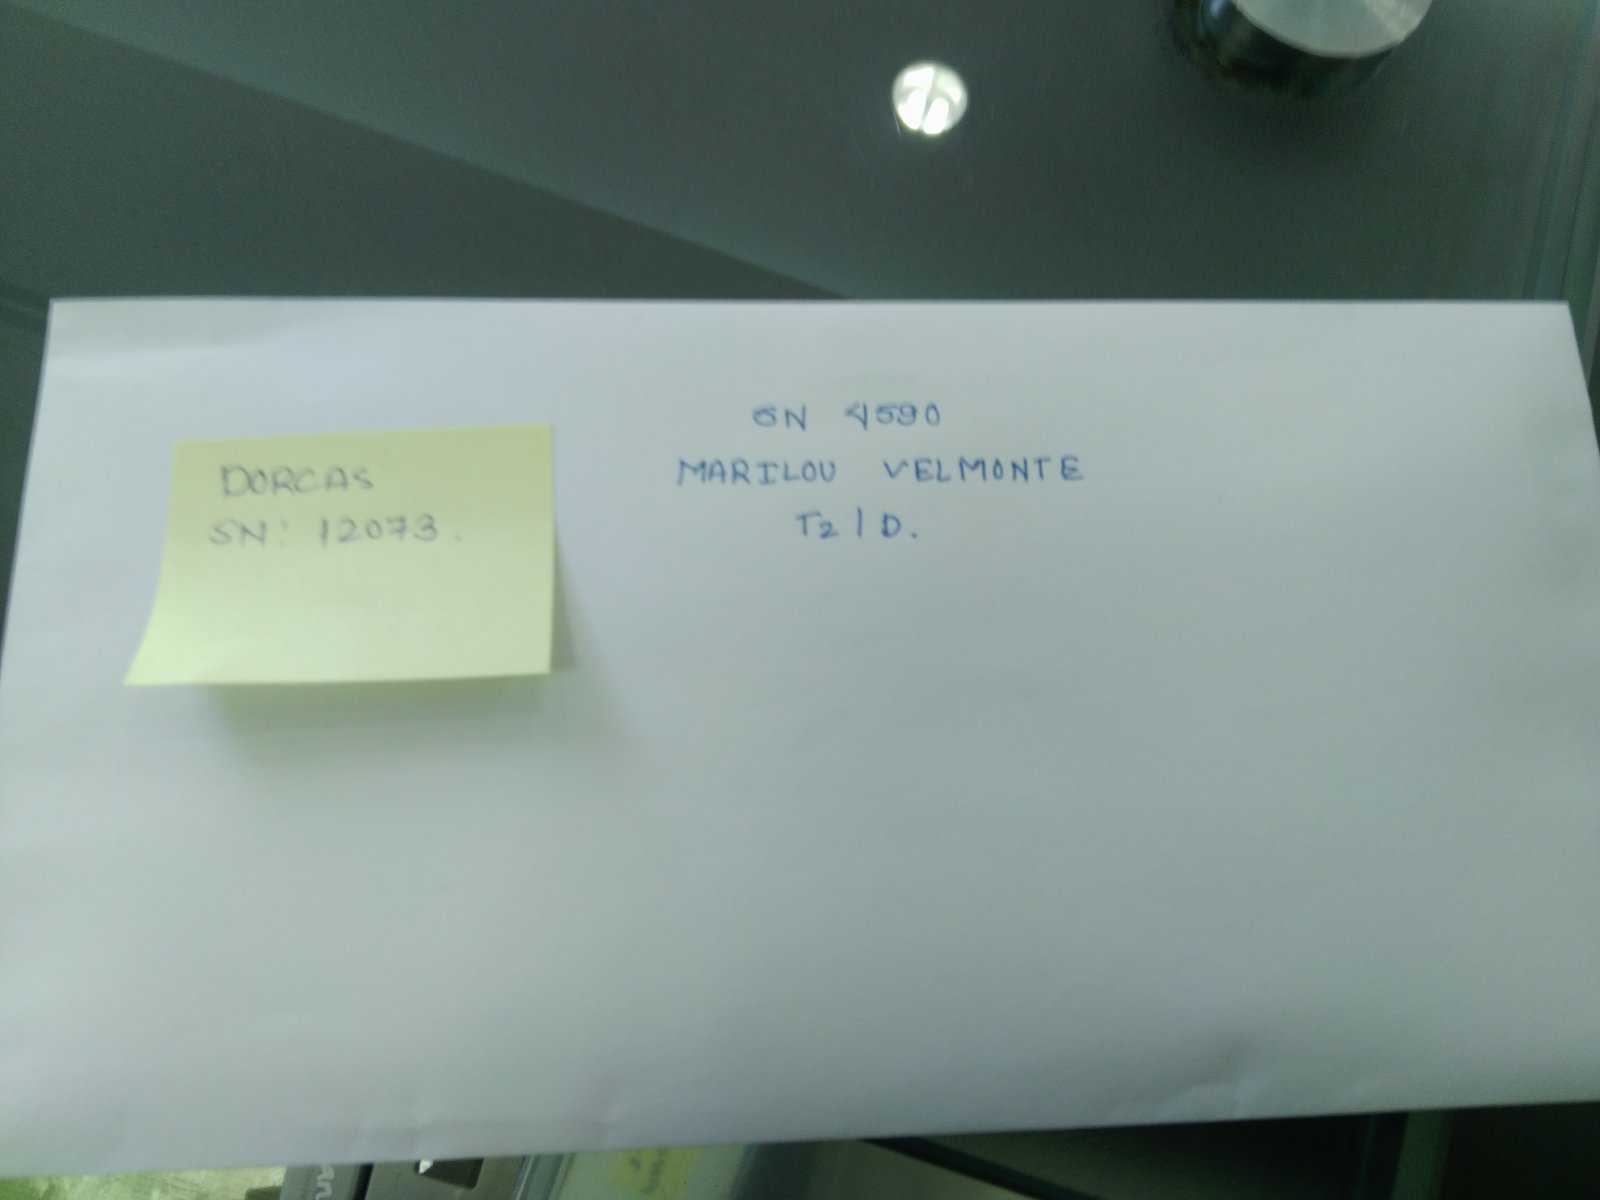 DORCAS
SN: 12073.
SN 4590
MARILOU VELMONTE
T2 / D.